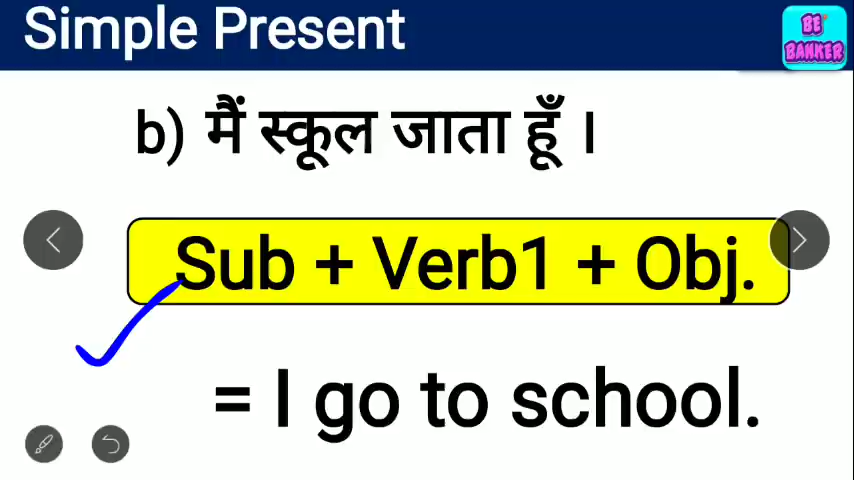 Simple Present
BE
BANKER
b) मैं स्कूल जाता हूँ ।
Sub + Verb1 + Obj.
= I go to school.